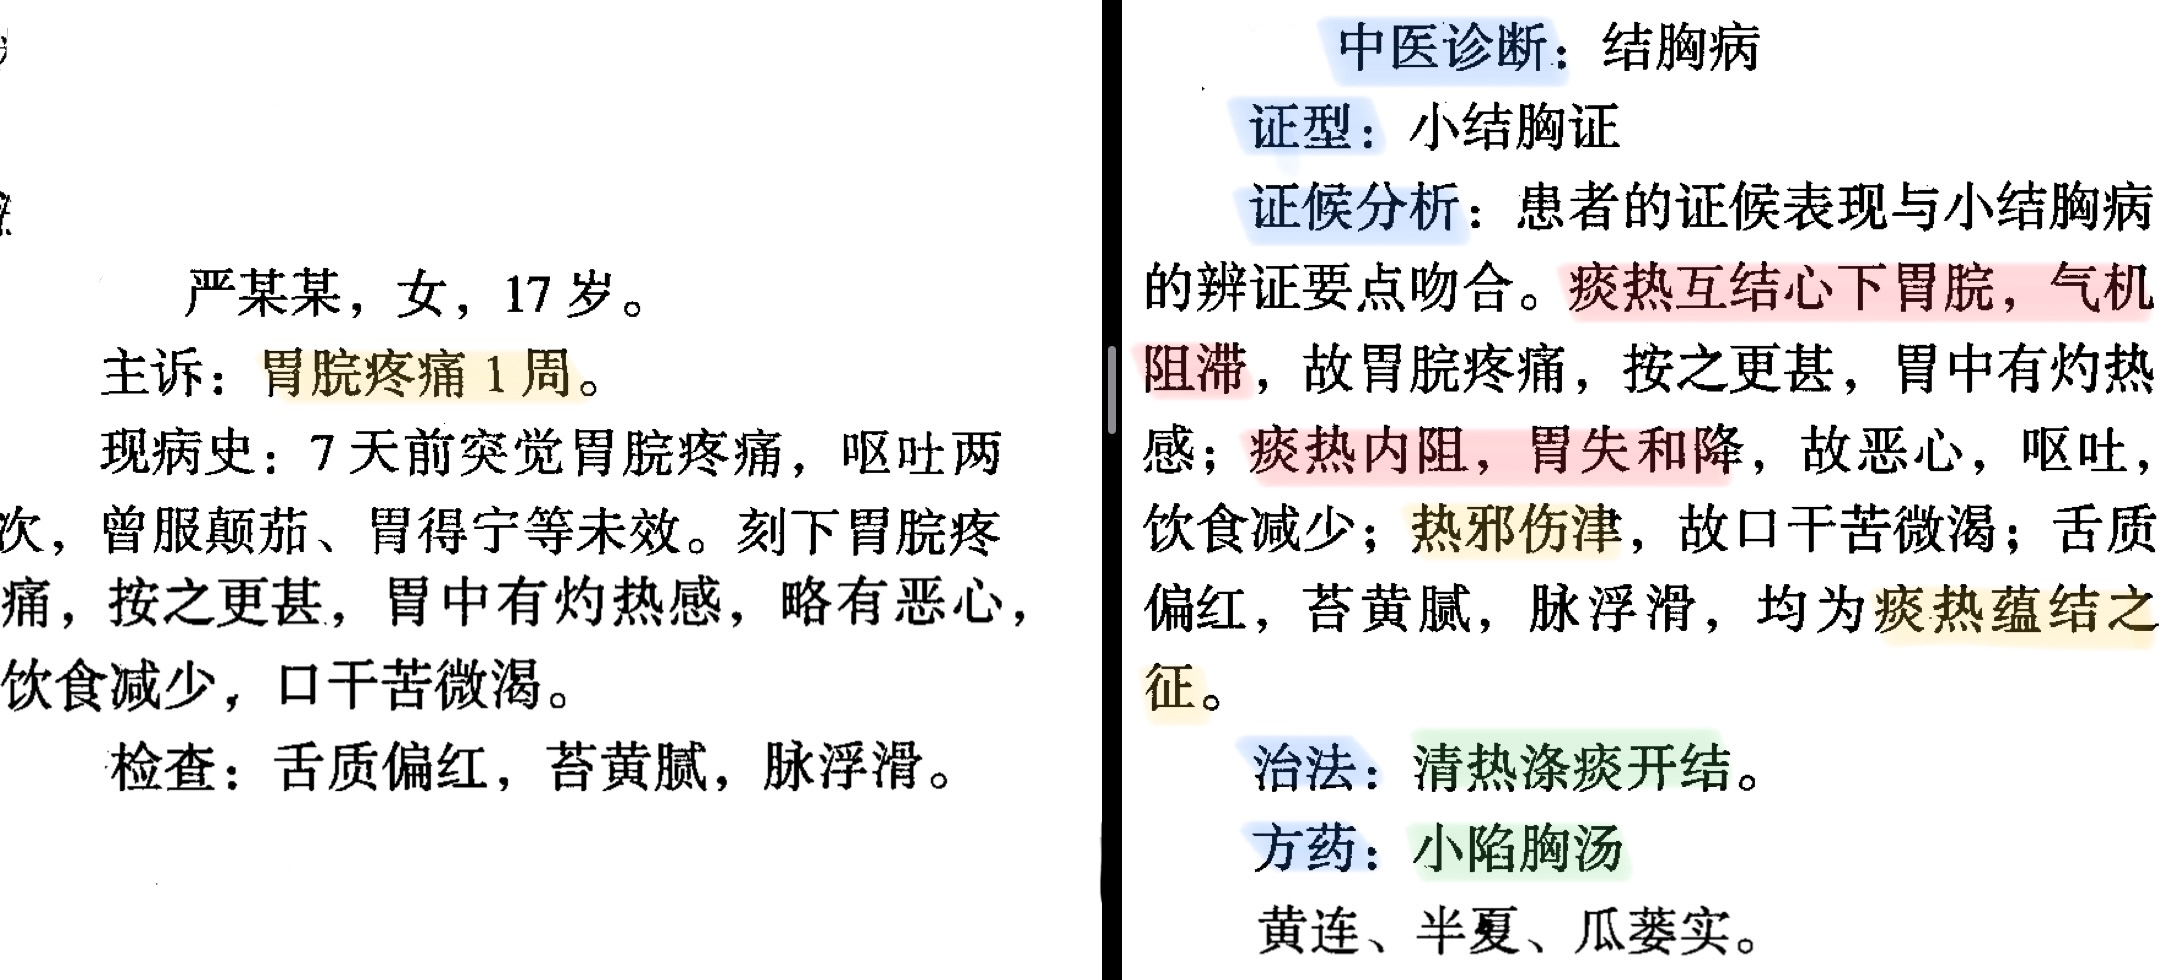 严某某，女，17岁。
主诉：胃脘疼痛1周。
现病史：7天前突觉胃脘疼痛，呕吐两
次，曾服颠茄、胃得宁等未效。刻下胃脘疼
痛，按之更甚，胃中有灼热感，略有恶心，
饮食减少，口干苦微渴。
检查：舌质偏红，苔黄腻，脉浮滑。
中医诊断：结胸病
证型：小结胸证
证候分析：患者的证候表现与小结胸病
的辨证要点吻合。痰热互结心下胃脘，气机
阻滞，故胃脘疼痛，按之更甚，胃中有灼热
感；痰热内阻，胃失和降，故恶心，呕吐，
饮食减少；热邪伤津，故口干苦微渴；舌质
偏红，苔黄腻，脉浮滑，均为痰热蕴结之
征。
治法：清热涤痰开结。
方药：小陷胸汤
黄连、半夏、瓜蒌实。